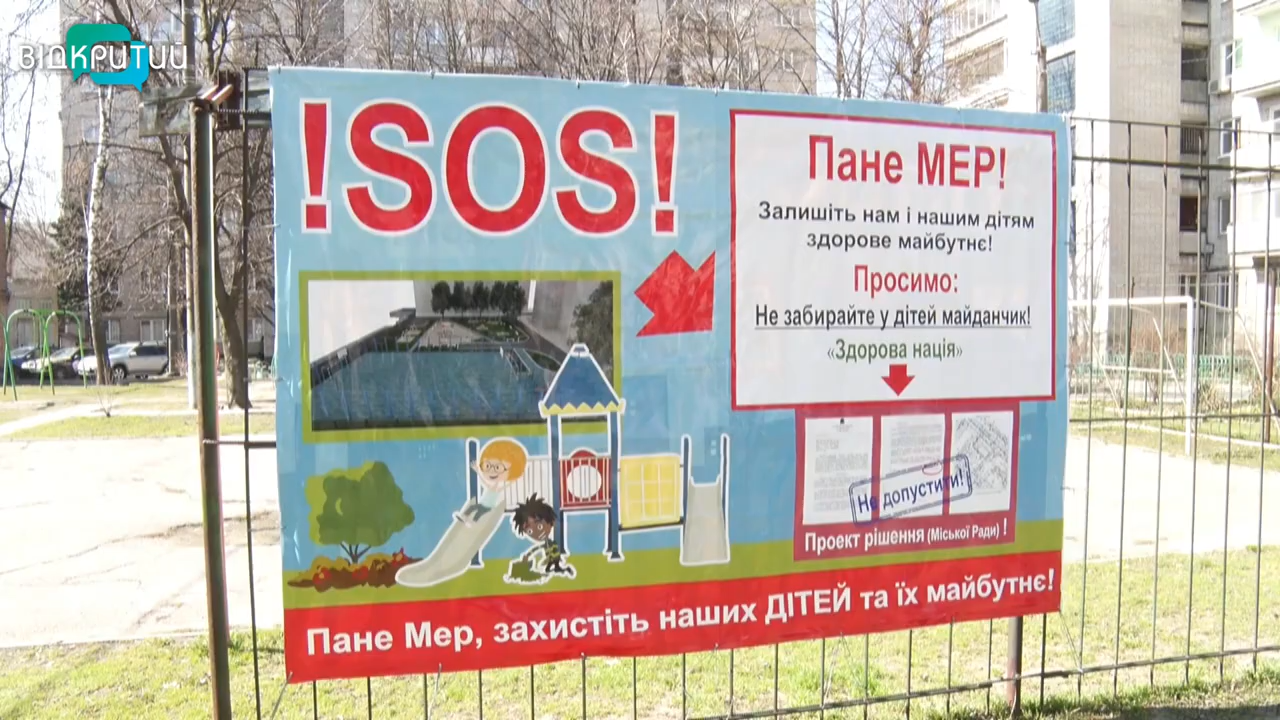 ВІДКРИТИЙ
!SOS!
Пане МЕР!
Залишіть нам і нашим дітям
здорове майбутнє!
Просимо:
Не забирайте у дітей майданчик!
«Здорова нація»
Не допустити!
Проект рішення (Міської Ради) !
Пане Мер, захистіть наших ДІТЕЙ та їх майбутнє!